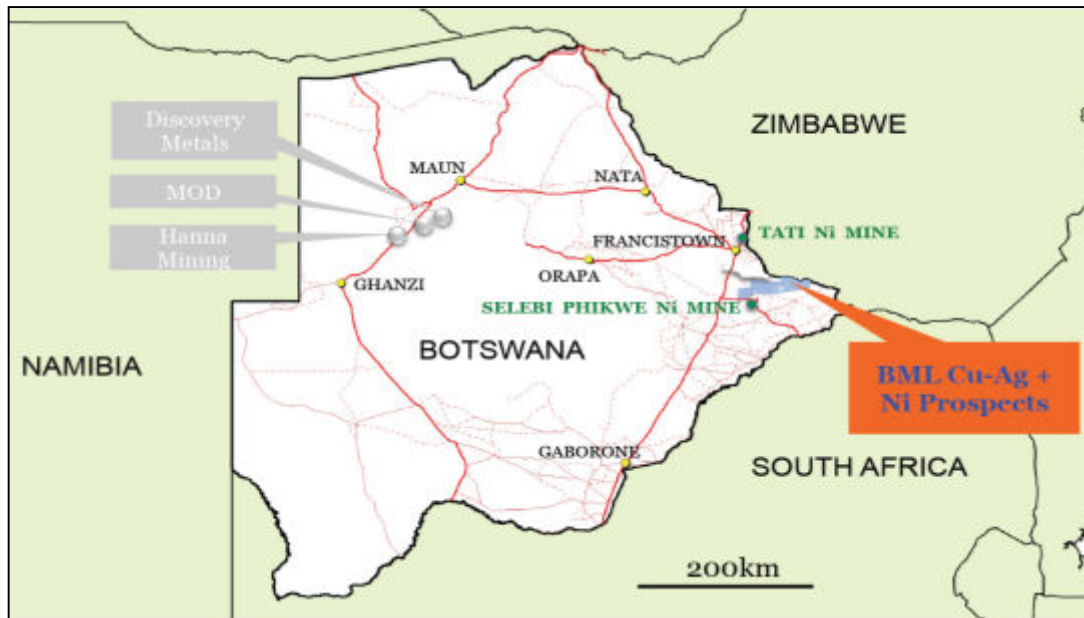 ZIMBABWE
Discovery
Metals
MAUN
NATA
MOD
TATI Ni MINE
FRANCISTOWN
Hanna
Mining
ORAPA
GHANZI
SELEBI PHIKWE Ni MINE
BOTSWANA
NAMIBIA
BML Cu-Ag +
Ni Prospects
GABORONE
SOUTH AFRICA
200km